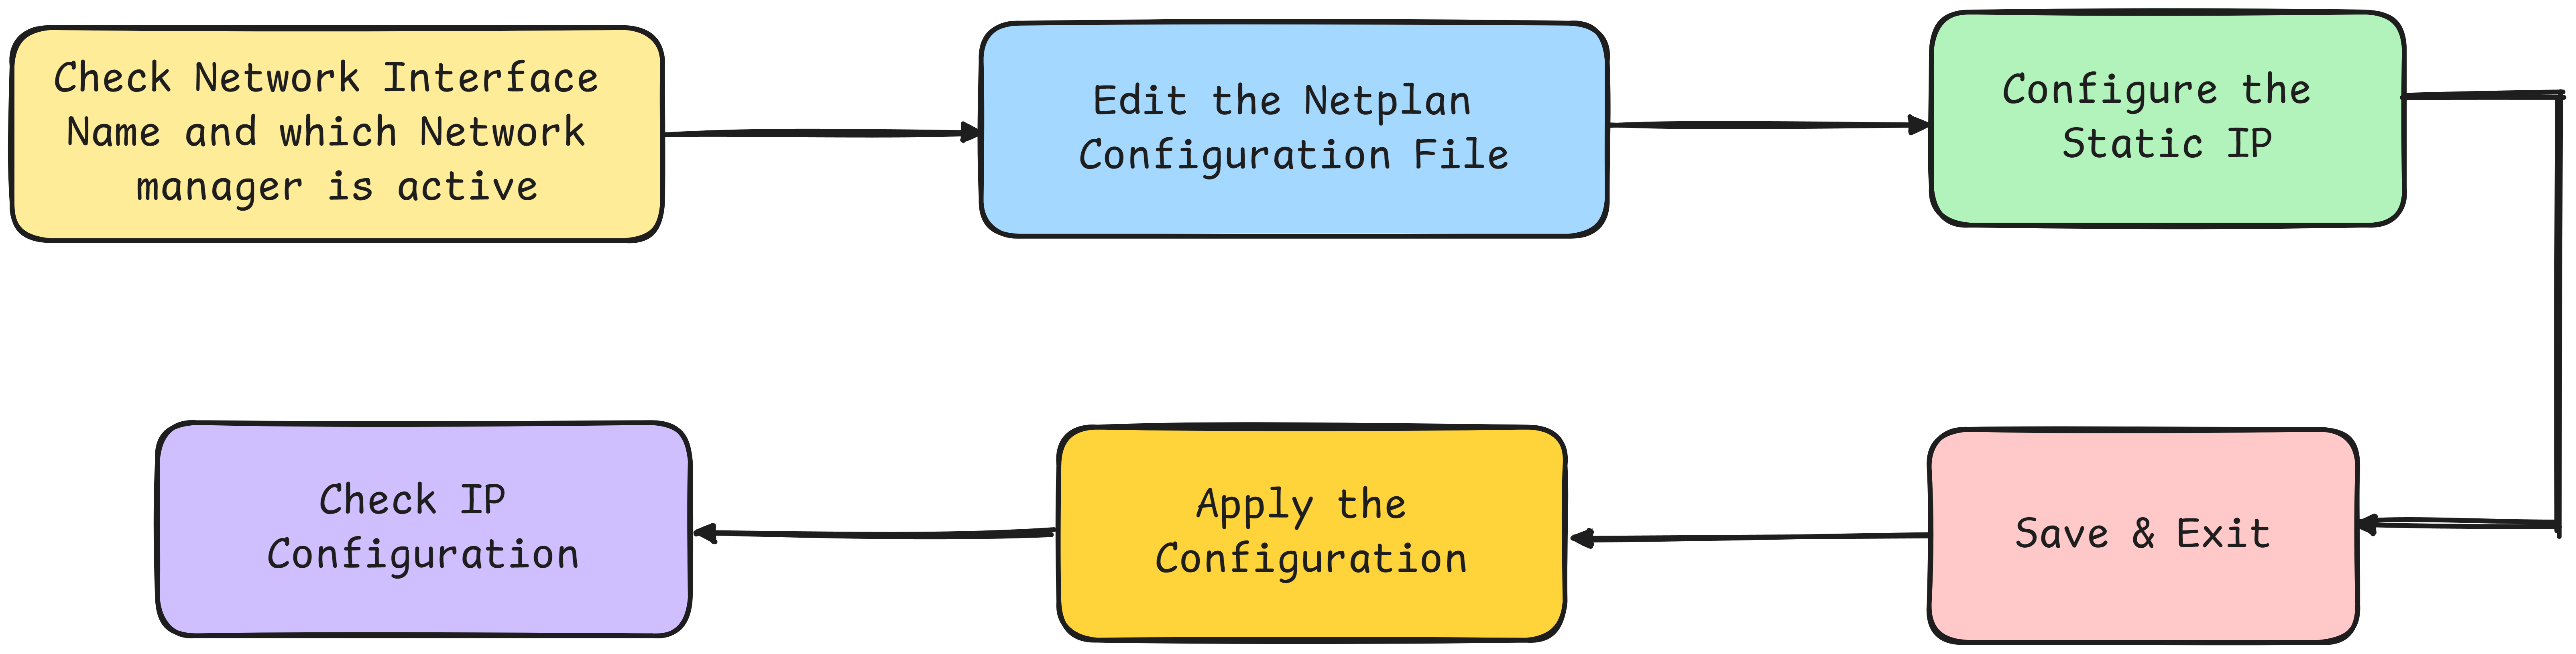 Check Network Interface
Name and which Network
manager is active
Edit the Netplan
Configuration File
Configure the
Static IP
Save & Exit
Apply the
Configuration
Check IP
Configuration